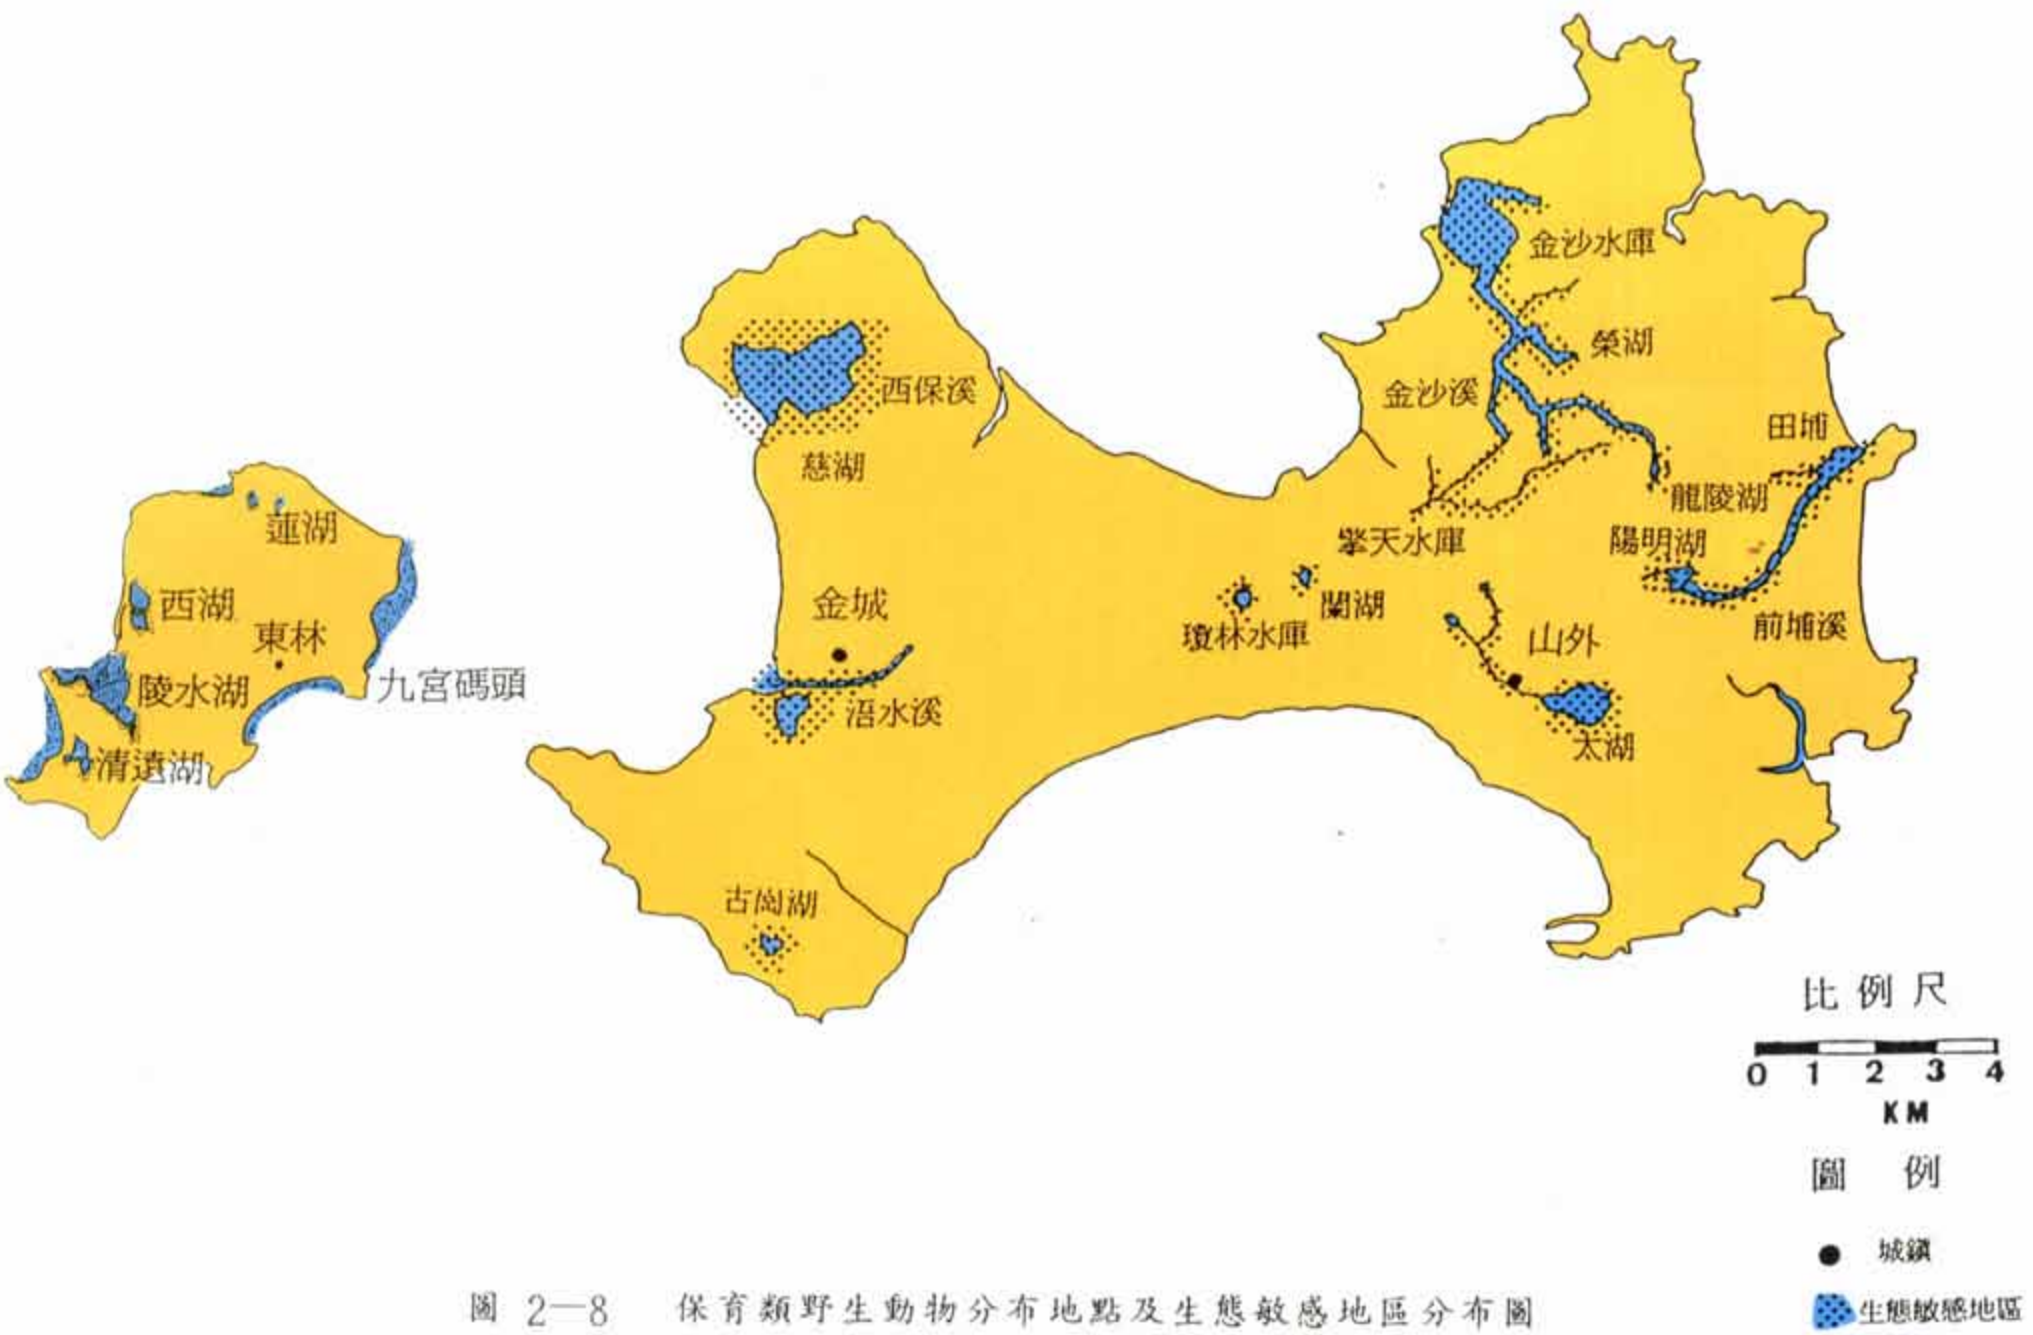 金沙水庫
榮湖
西保溪
金沙溪
田埔
慈湖
龍陵湖
蓮湖
擎天水庫
陽明湖
西湖
金城
蘭湖
東林
瓊林水庫
山外
前埔溪
陵水湖
九宮碼頭
浯水溪
太湖
清遠湖
古崗湖
比例尺
0 1 2 3 4
KM
圖 例
城鎮
生態敏感地區
圖 2—8 保育類野生動物分布地點及生態敏感地區分布圖